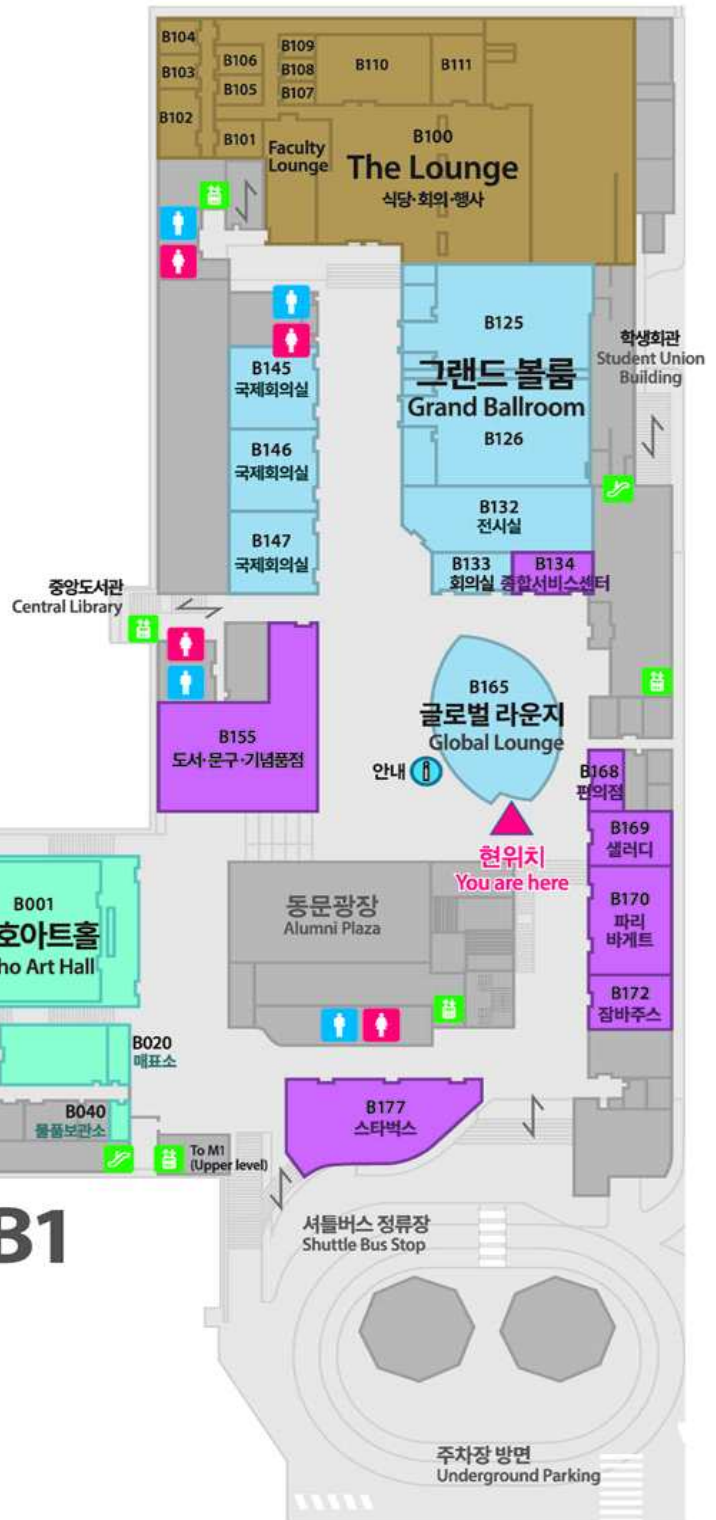 B104
B103
B102
B106
B105
B101
B109
B108
B107
B110
B111
Faculty
Lounge
B100
The Lounge
식당·회의·행사
B125
그랜드 볼룸
Grand Ballroom
B126
학생회관
Student Union
Building
B145
국제회의실
B146
국제회의실
B147
국제회의실
B132
전시실
B133
회의실
B134
종합서비스센터
중앙도서관
Central Library
B165
글로벌 라운지
Global Lounge
안내
B155
도서·문구·기념품점
현위치
You are here
B168
편의점
B169
샐러디
B170
파리
바게트
B172
잠바주스
동문광장
Alumni Plaza
B001
호아트홀
ho Art Hall
B020
매표소
B040
물품보관소
To M1
(Upper level)
B177
스타벅스
B1
셔틀버스 정류장
Shuttle Bus Stop
주차장 방면
Underground Parking